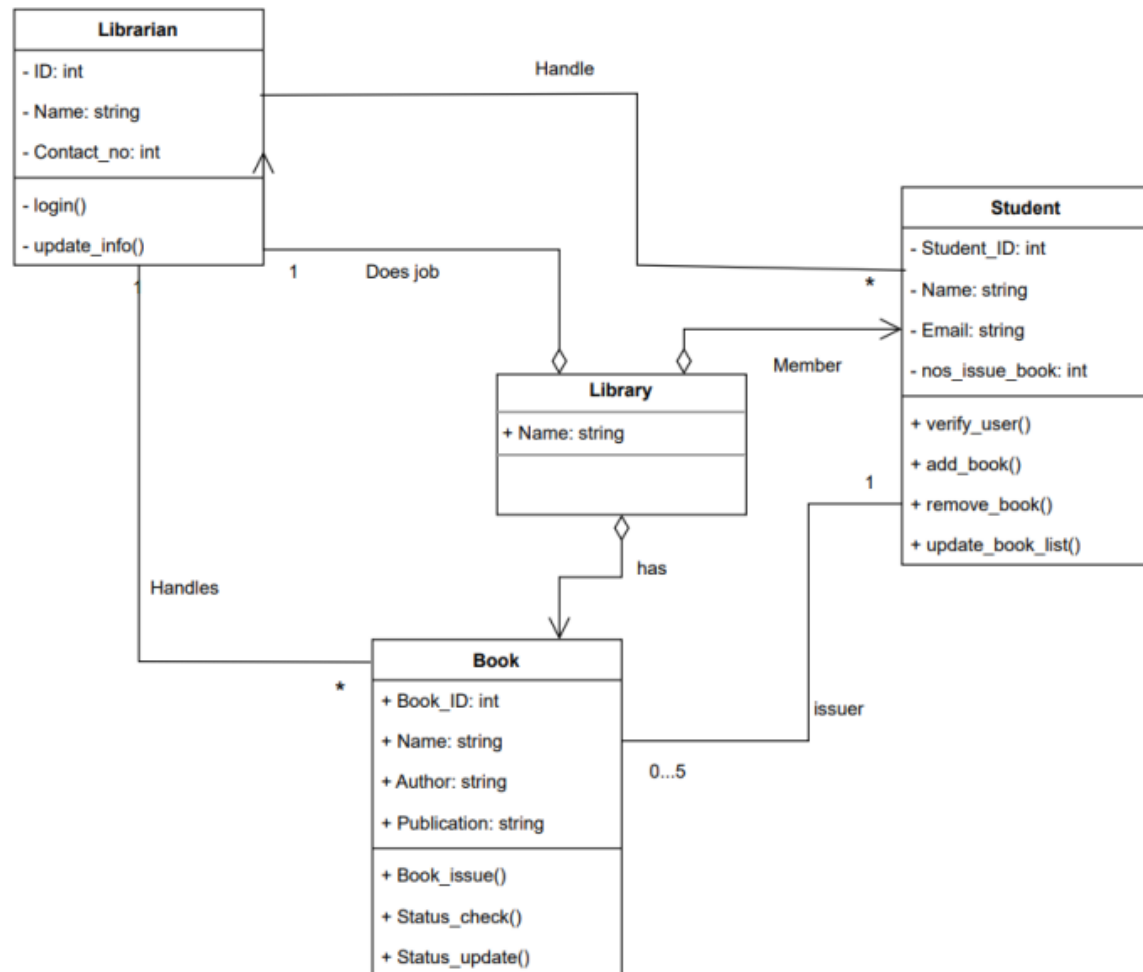 Librarian
- ID: int
- Name: string
- Contact_no: int
- login()
- update_info()
Handle
1
Does job
1
*
Student
- Student_ID: int
- Name: string
- Email: string
- nos_issue_book: int
+ verify_user()
+ add_book()
+ remove_book()
+ update_book_list()
Member
Library
+ Name: string
1
has
Handles
*
issuer
0...5
Book
+ Book_ID: int
+ Name: string
+ Author: string
+ Publication: string
+ Book_issue()
+ Status_check()
+ Status_update()